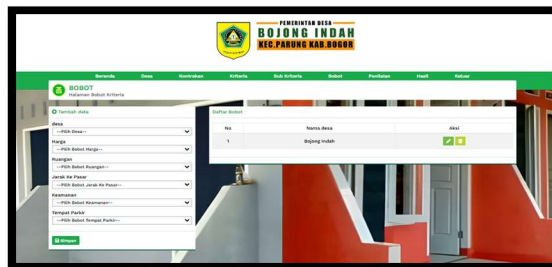 PEMERINTAH DESA
BOJONG INDAH
KEC.PARUNG KAB.BOGOR
Beranda Desa Kontrakan Kriteria Sub Kriteria Bobot Penilaian Hasil Keluar
BOBOT
Halaman Bobot Kriteria
Tambah data
desa
--Pilih Desa--
Harga
--Pilih Bobot Harga--
Ruangan
--Pilih Bobot Ruangan--
Jarak Ke Pasar
--Pilih Bobot Jarak Ke Pasar--
Keamanan
--Pilih Bobot Keamanan--
Tempat Parkir
--Pilih Bobot Tempat Parkir--
Simpan
Daftar Bobot
No Nama desa Aksi
1 Bojong Indah